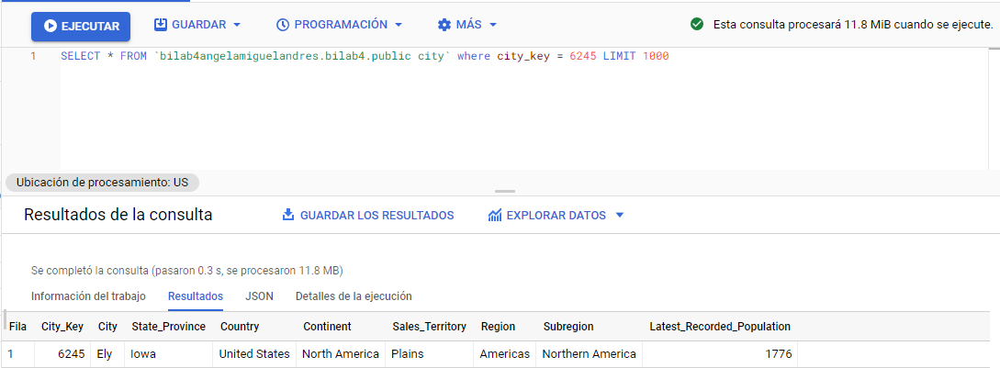 EJECUTAR GUARDAR PROGRAMACIÓN MÁS Esta consulta procesará 11.8 MiB cuando se ejecute.
1 SELECT * FROM `bilab4angelamiguelandres.bilab4.public city` where city_key = 6245 LIMIT 1000
Ubicación de procesamiento: US
Resultados de la consulta GUARDAR LOS RESULTADOS EXPLORAR DATOS
Se completó la consulta (pasaron 0.3 s, se procesaron 11.8 MB)
Información del trabajo Resultados JSON Detalles de la ejecución
Fila City_Key City State_Province Country Continent Sales_Territory Region Subregion Latest_Recorded_Population
1 6245 Ely Iowa United States North America Plains Americas Northern America 1776